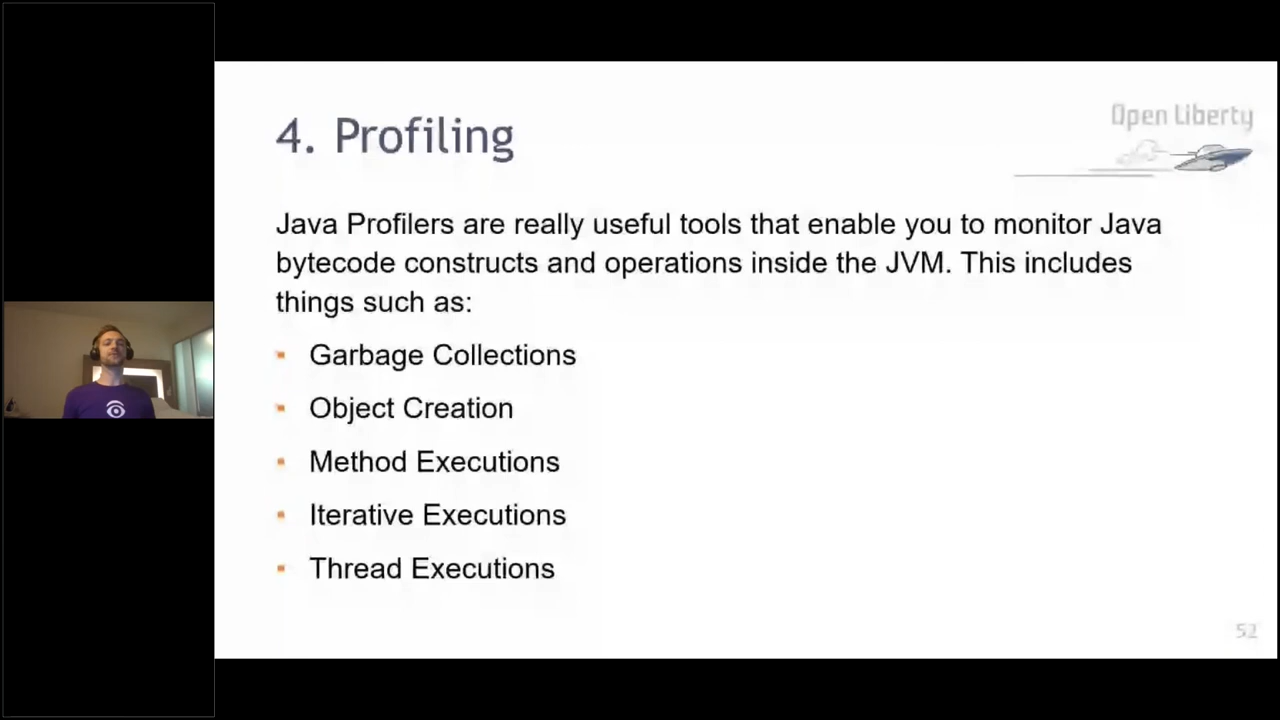 4. Profiling
Open Liberty
Java Profilers are really useful tools that enable you to monitor Java
bytecode constructs and operations inside the JVM. This includes
things such as:
Garbage Collections
Object Creation
Method Executions
Iterative Executions
Thread Executions
52